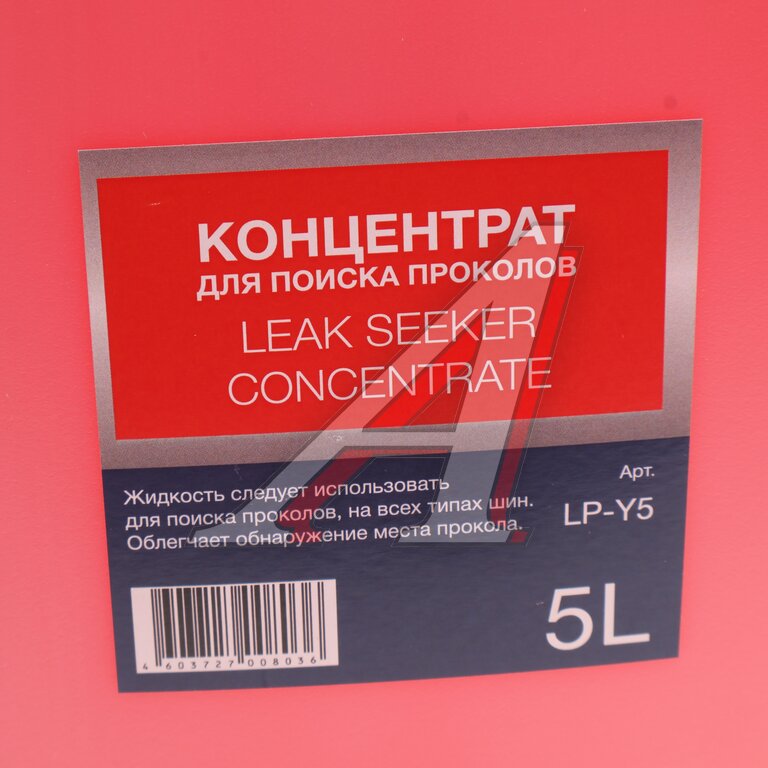 КОНЦЕНТРАТ
ДЛЯ ПОИСКА ПРОКОЛОВ
LEAK SEEKER
CONCENTRATE
Жидкость следует использовать
для поиска проколов, на всех типах шин.
Облегчает обнаружение места прокола.
Арт.
LP-Y5
5L
4 603727 008036